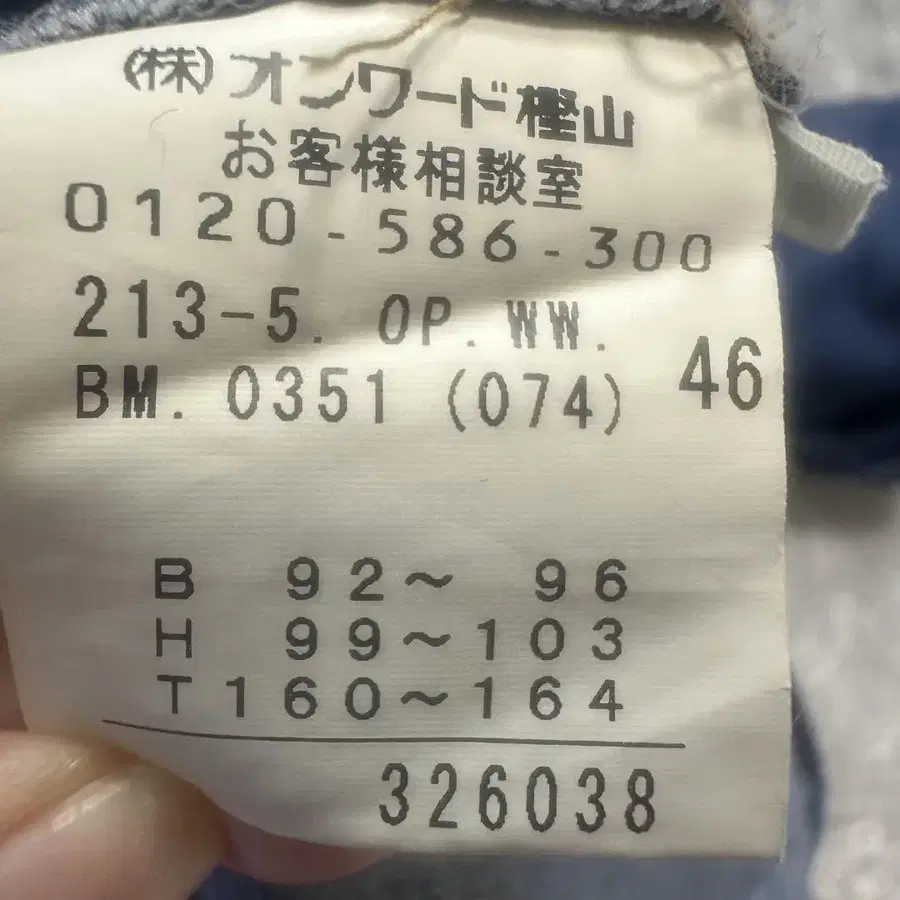 (株)オンワード樫山
お客様相談室
0120-586-300
213-5. OP. WW.
BM. 0351 (074) 46
B 92~ 96
H 99~103
T160~164
326038